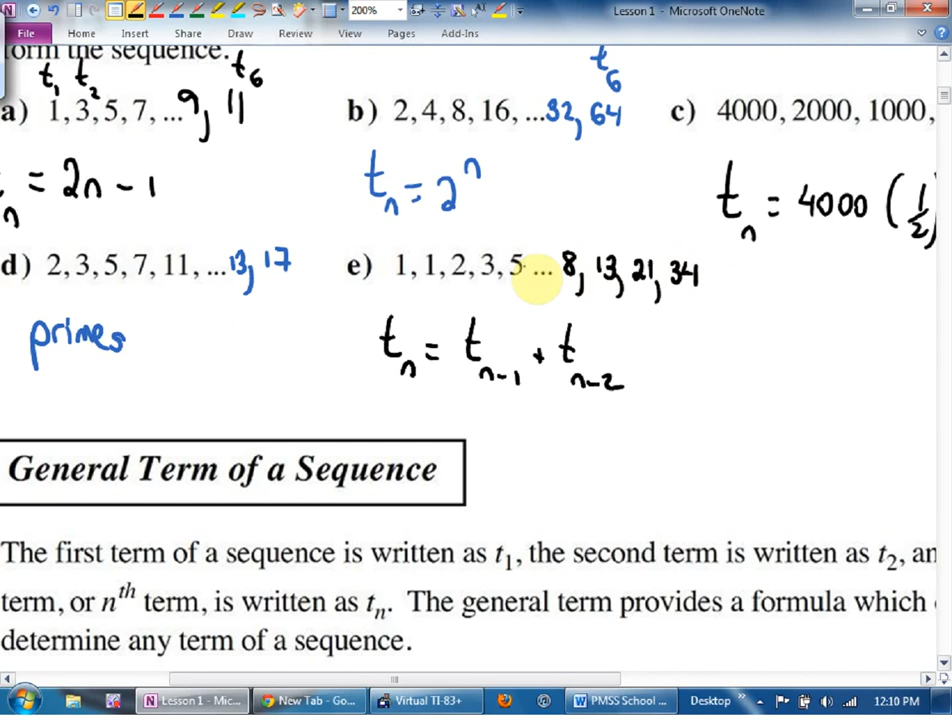 Lesson 1 - Microsoft OneNote
200%
File Home Insert Share Draw Review View Pages Add-Ins
form the sequence.
t₁ t₂ t₆
a) 1, 3, 5, 7, ...9, 11
t₆
b) 2, 4, 8, 16, ...32, 64
c) 4000, 2000, 1000,
n = 2n - 1
tₙ = 2ⁿ
tₙ = 4000 (1/2)
d) 2, 3, 5, 7, 11, ...13, 17
primes
e) 1, 1, 2, 3, 5 ... 8, 13, 21, 34
tₙ = tₙ₋₁ + tₙ₋₂
General Term of a Sequence
The first term of a sequence is written as t₁, the second term is written as t₂, an
term, or nᵗʰ term, is written as tₙ. The general term provides a formula which
determine any term of a sequence.
Lesson 1 - Mic... New Tab - Go... Virtual TI-83+ PMSS School ... Desktop » 12:10 PM